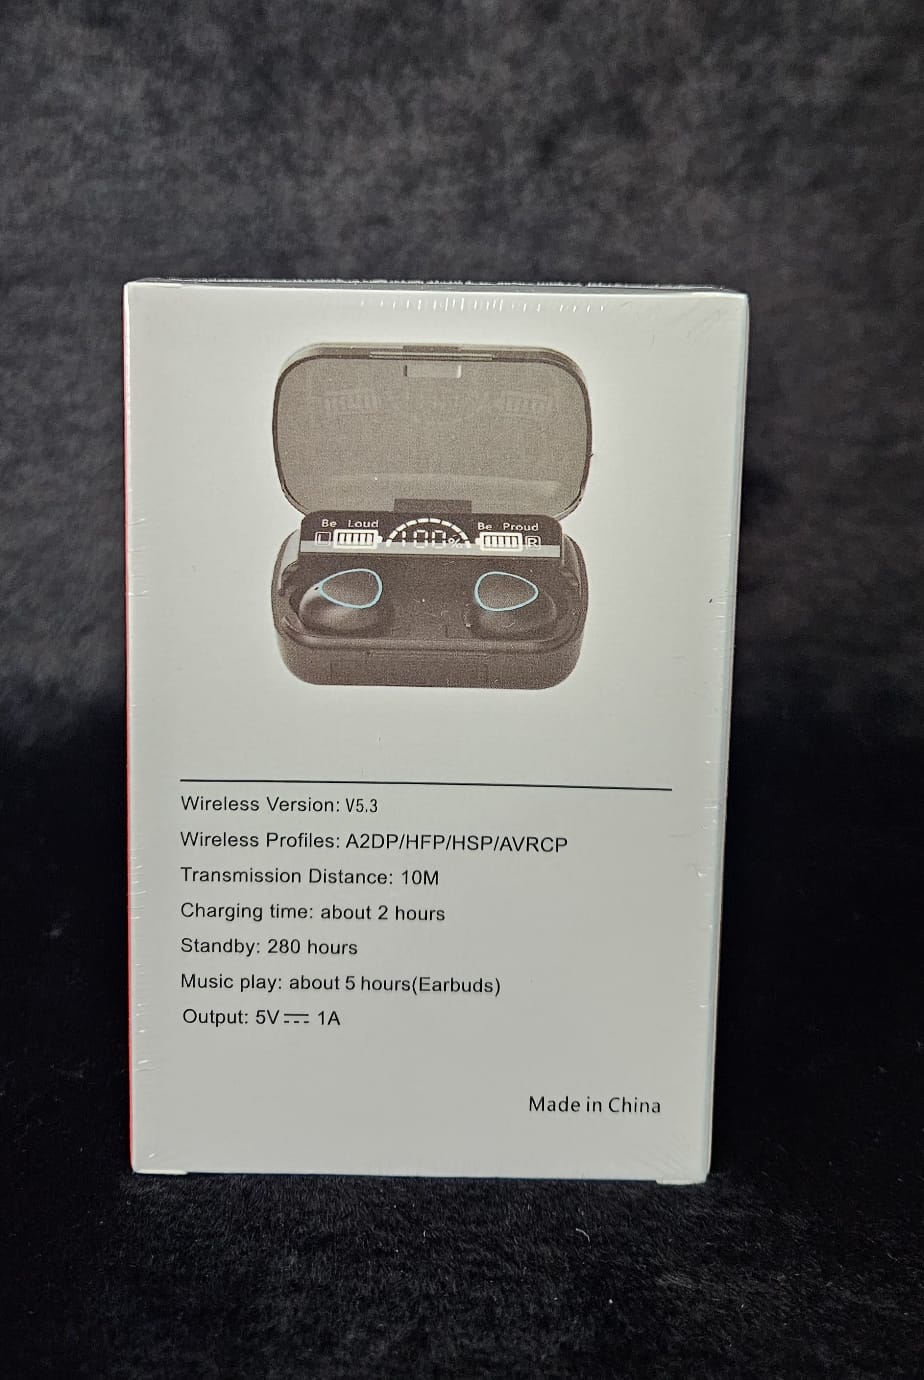 Be Loud Be Proud
L 100% R
Wireless Version: V5.3
Wireless Profiles: A2DP/HFP/HSP/AVRCP
Transmission Distance: 10M
Charging time: about 2 hours
Standby: 280 hours
Music play: about 5 hours(Earbuds)
Output: 5V⎓ 1A
Made in China